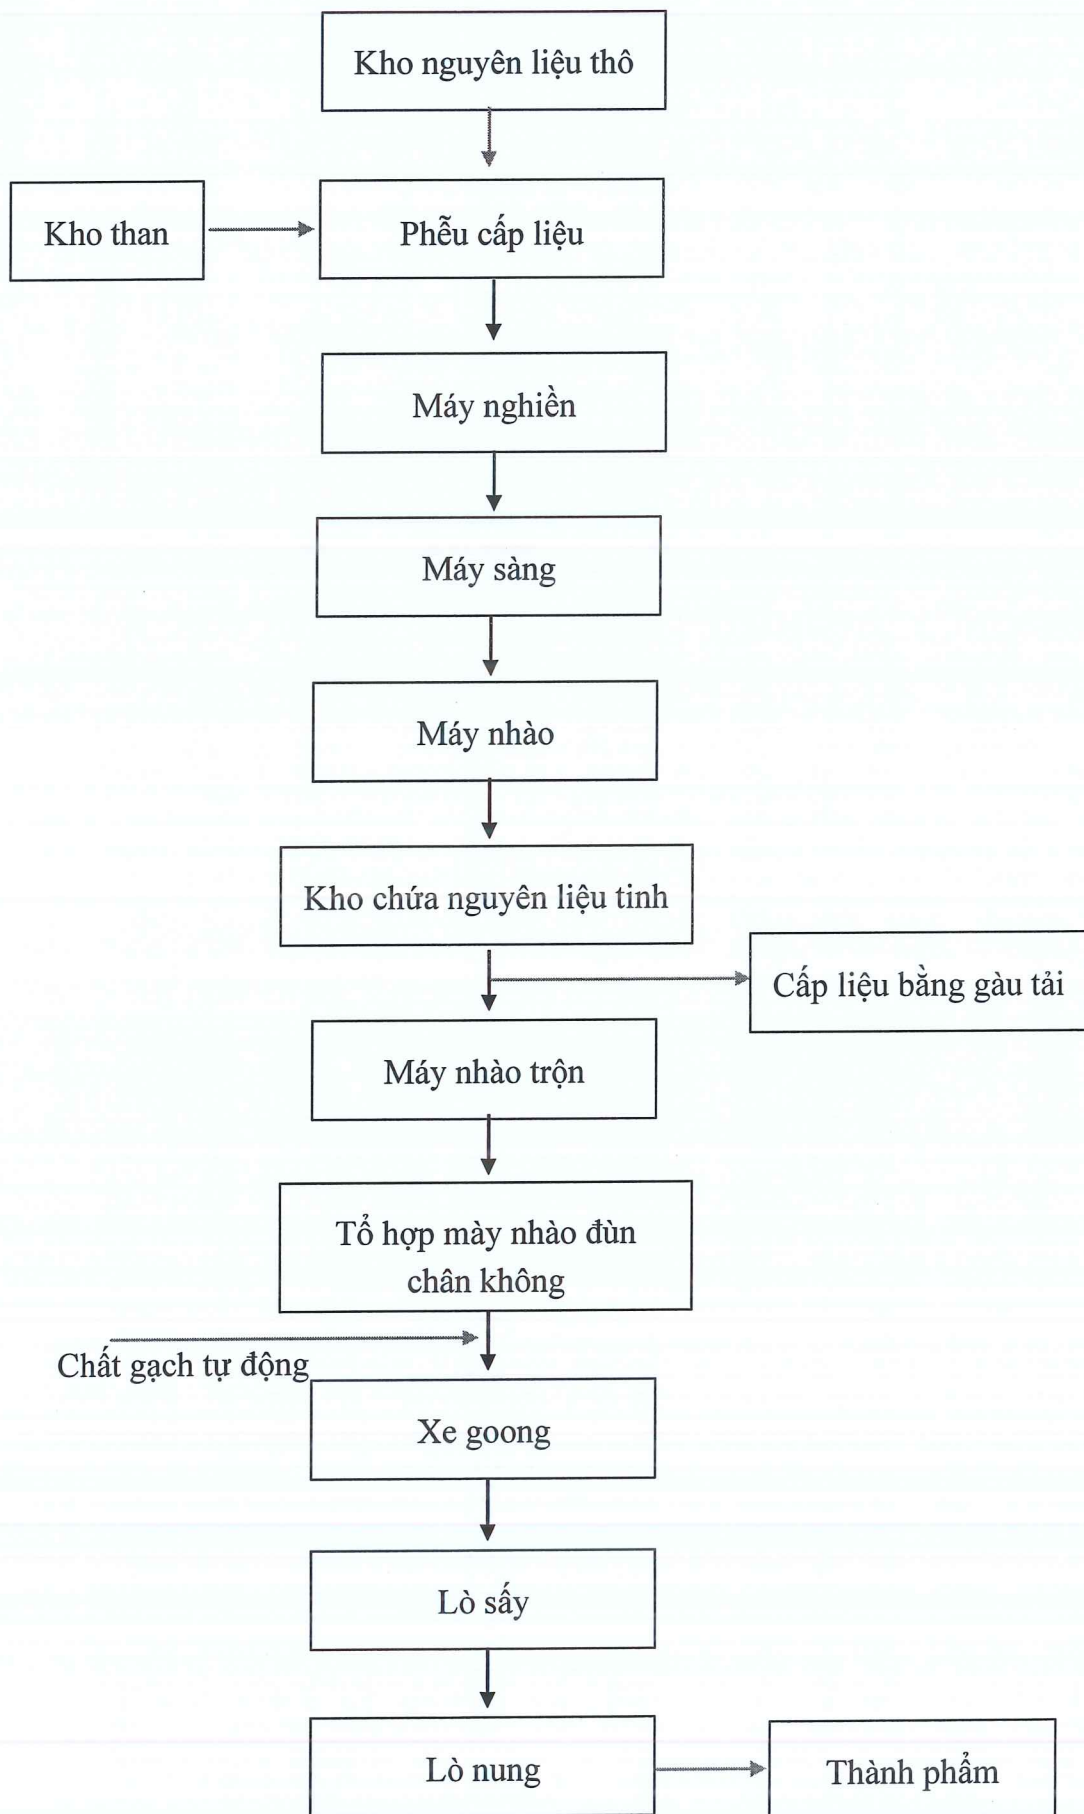 Kho nguyên liệu thô
Kho than
Phễu cấp liệu
Máy nghiền
Máy sàng
Máy nhào
Kho chứa nguyên liệu tinh
Cấp liệu bằng gàu tải
Máy nhào trộn
Tổ hợp mày nhào đùn
chân không
Chất gạch tự động
Xe goong
Lò sấy
Lò nung
Thành phẩm